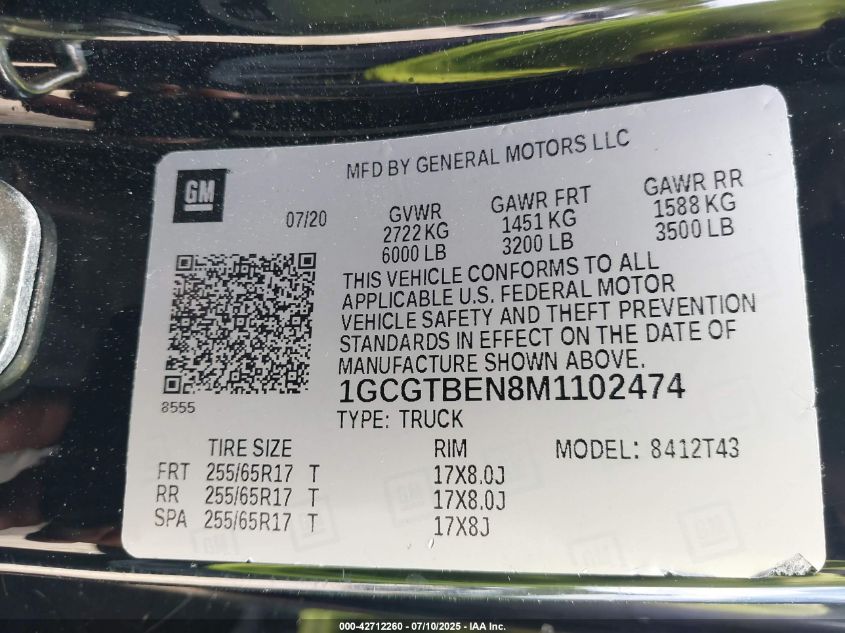 MFD BY GENERAL MOTORS LLC
GM
07/20
GVWR GAWR FRT GAWR RR
2722 KG 1451 KG 1588 KG
6000 LB 3200 LB 3500 LB
THIS VEHICLE CONFORMS TO ALL
APPLICABLE U.S. FEDERAL MOTOR
VEHICLE SAFETY AND THEFT PREVENTION
STANDARDS IN EFFECT ON THE DATE OF
MANUFACTURE SHOWN ABOVE.
8555
1GCGTBEN8M1102474
TYPE: TRUCK
TIRE SIZE RIM MODEL: 8412T43
FRT 255/65R17 T 17X8.0J
RR 255/65R17 T 17X8.0J
SPA 255/65R17 T 17X8J
000-42712260 - 07/10/2025 - IAA Inc.